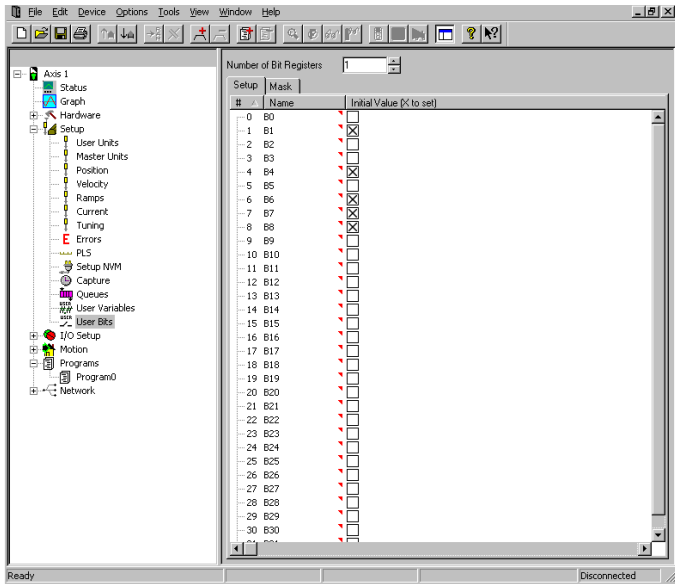 File Edit Device Options Tools View Window Help
Axis 1
Status
Graph
Hardware
Setup
User Units
Master Units
Position
Velocity
Ramps
Current
Tuning
E Errors
PLS
Setup NVM
Capture
Queues
User Variables
User Bits
I/O Setup
Motion
Programs
Program0
Network
Number of Bit Registers 1
Setup Mask
# Name Initial Value (X to set)
0 B0
1 B1
2 B2
3 B3
4 B4
5 B5
6 B6
7 B7
8 B8
9 B9
10 B10
11 B11
12 B12
13 B13
14 B14
15 B15
16 B16
17 B17
18 B18
19 B19
20 B20
21 B21
22 B22
23 B23
24 B24
25 B25
26 B26
27 B27
28 B28
29 B29
30 B30
Ready Disconnected